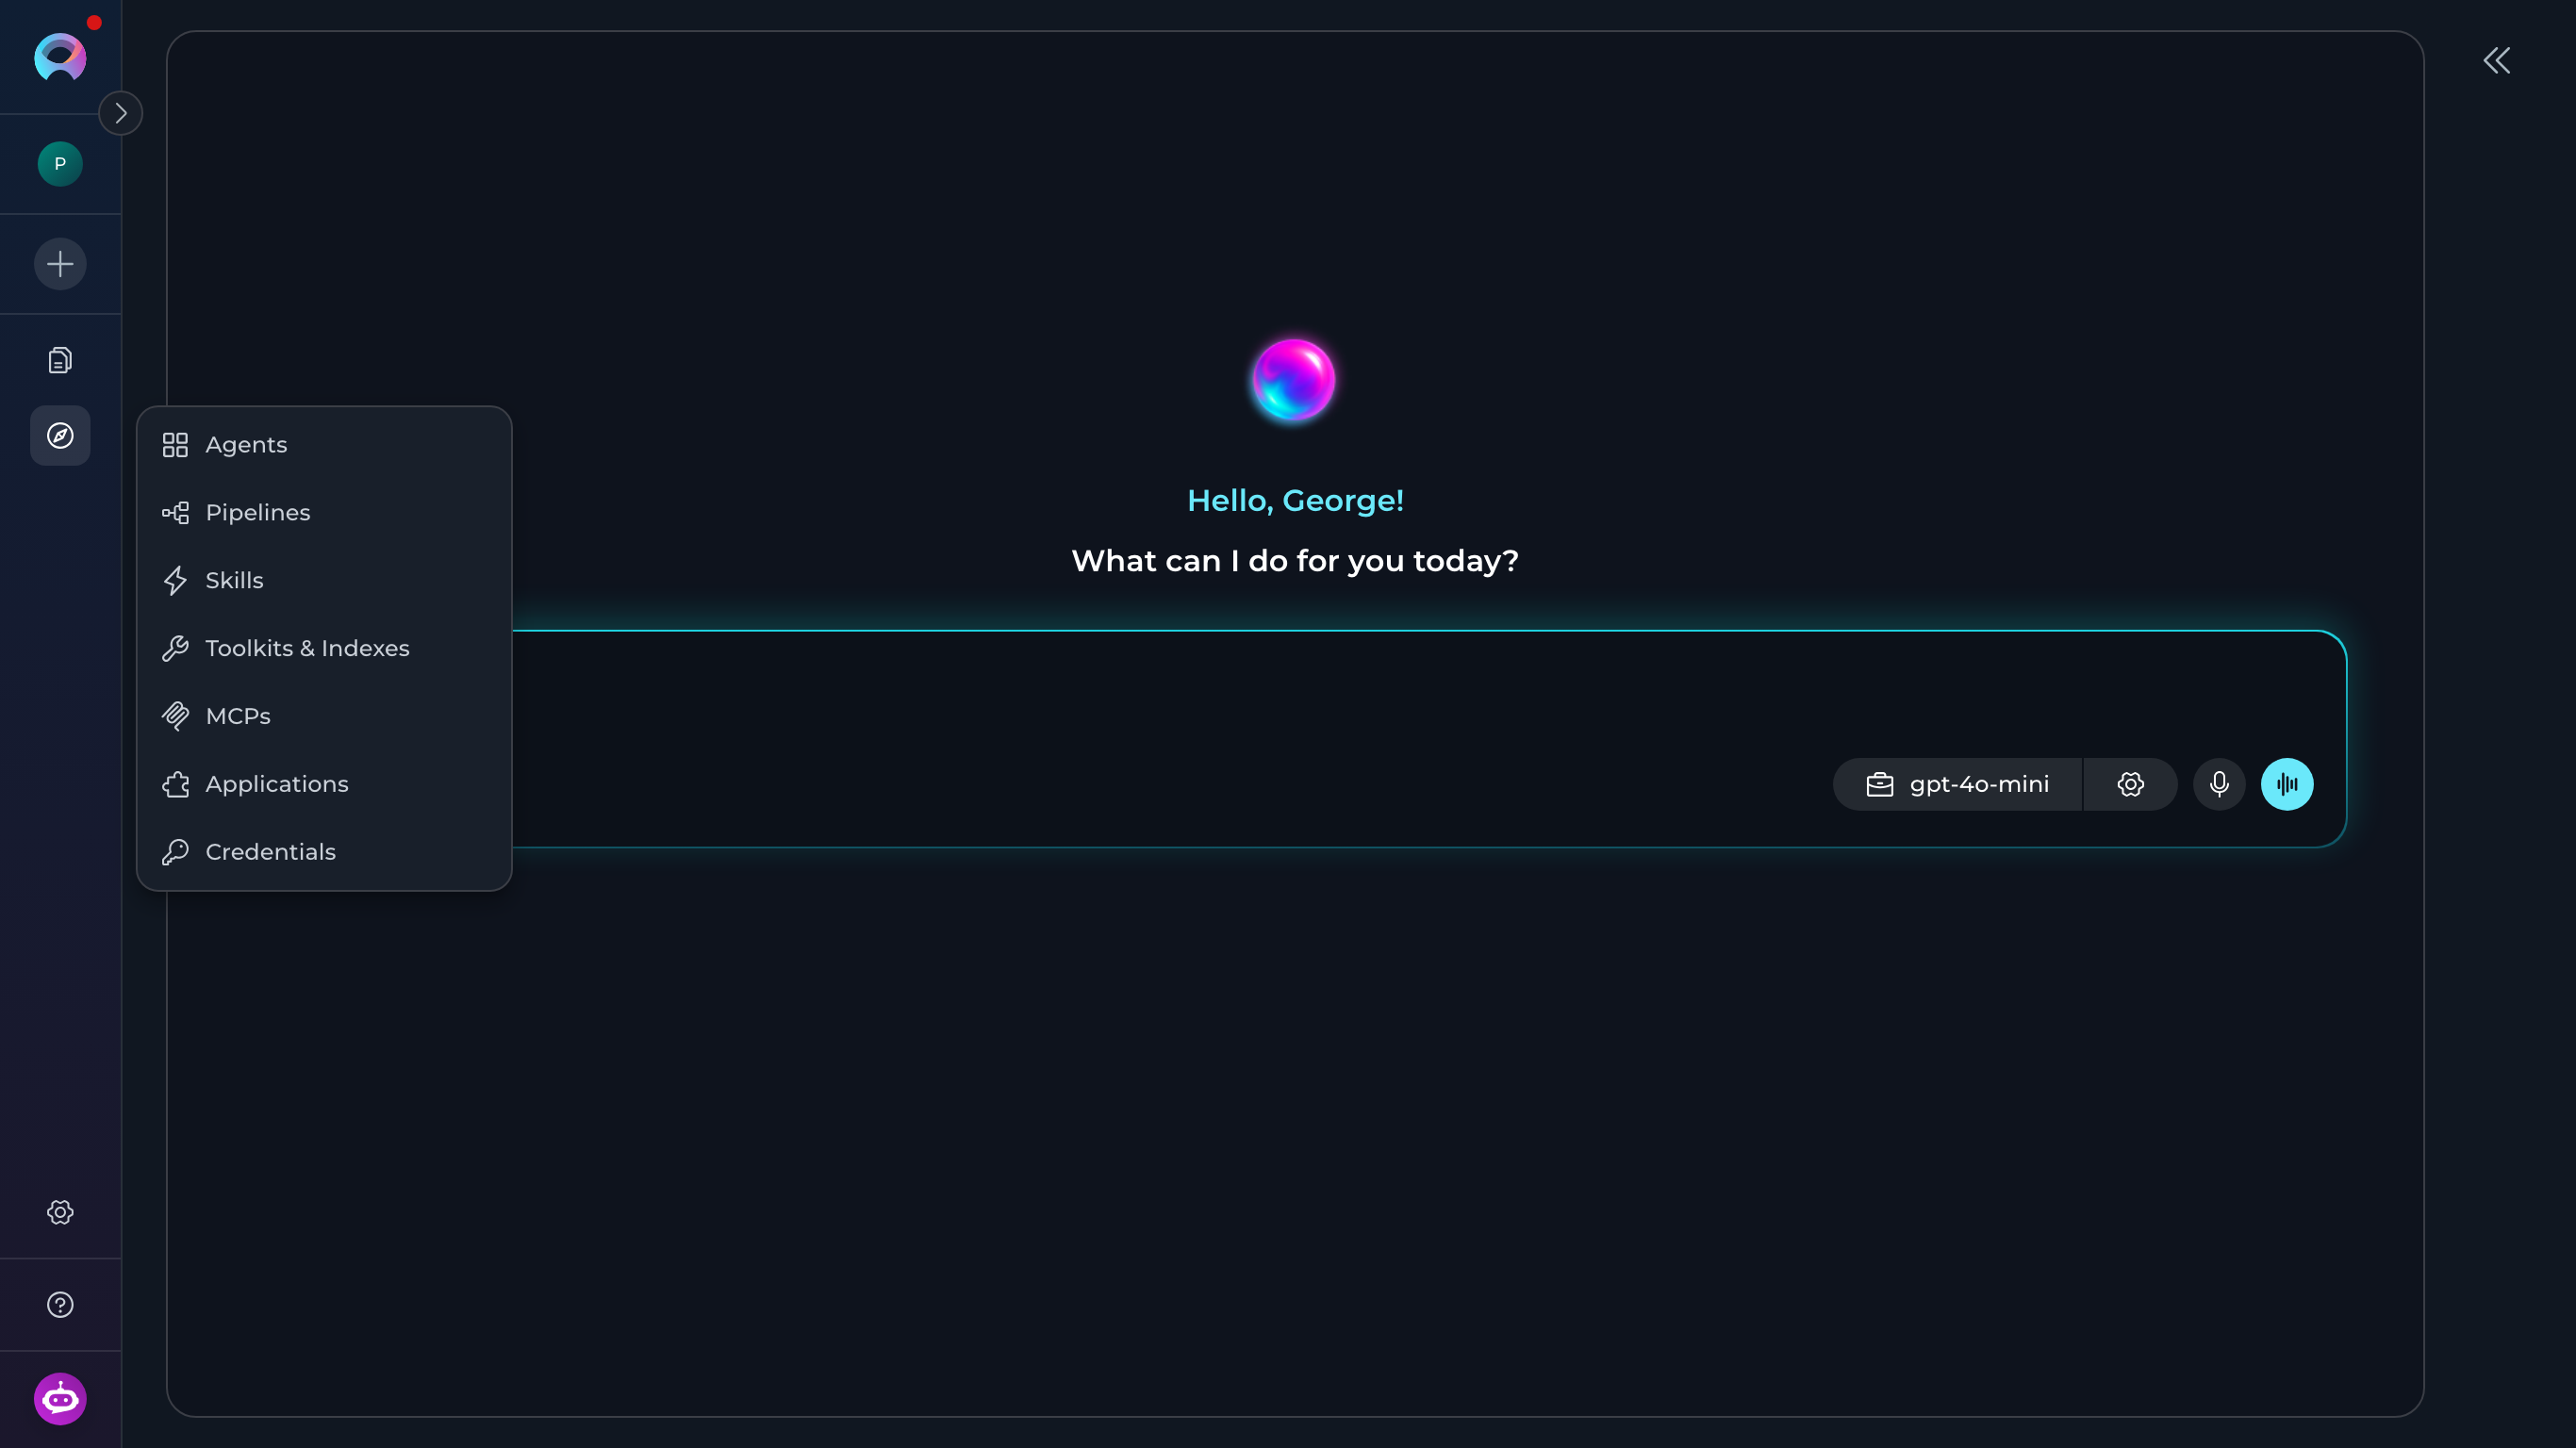 P
Agents
Pipelines
Skills
Toolkits & Indexes
MCPs
Applications
Credentials
Hello, George!
What can I do for you today?
gpt-4o-mini